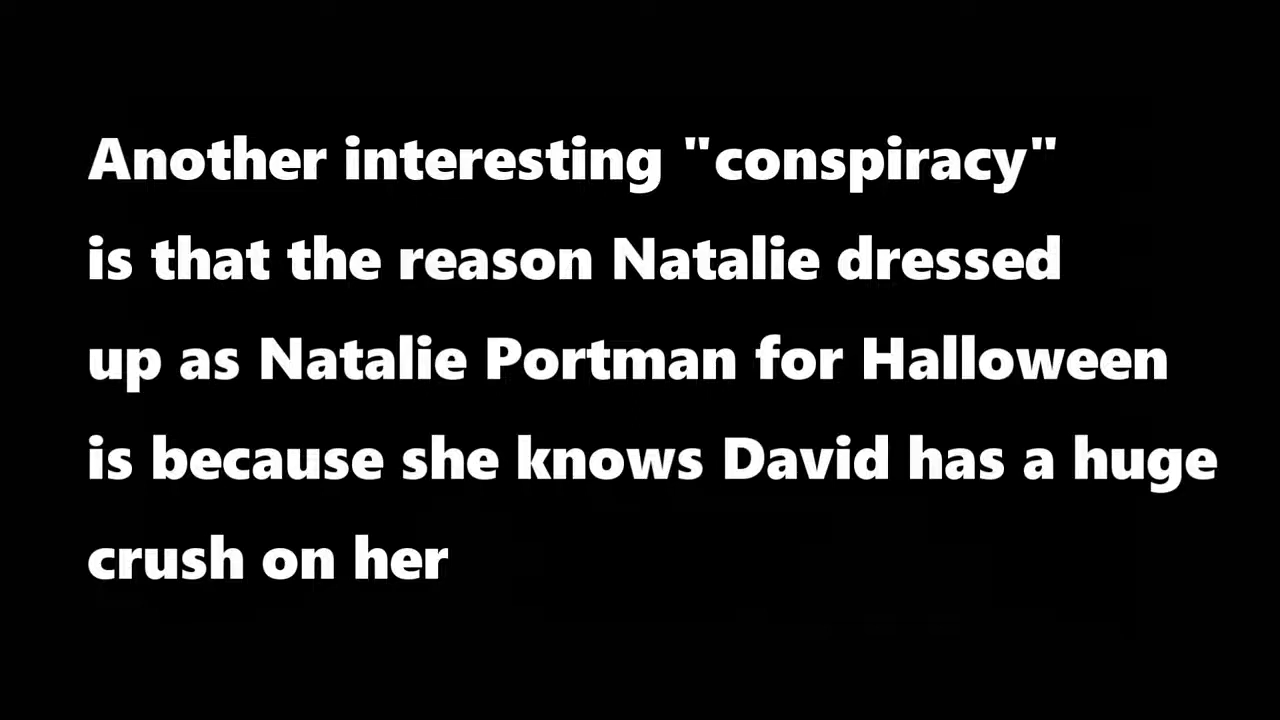 Another interesting "conspiracy"
is that the reason Natalie dressed
up as Natalie Portman for Halloween
is because she knows David has a huge
crush on her